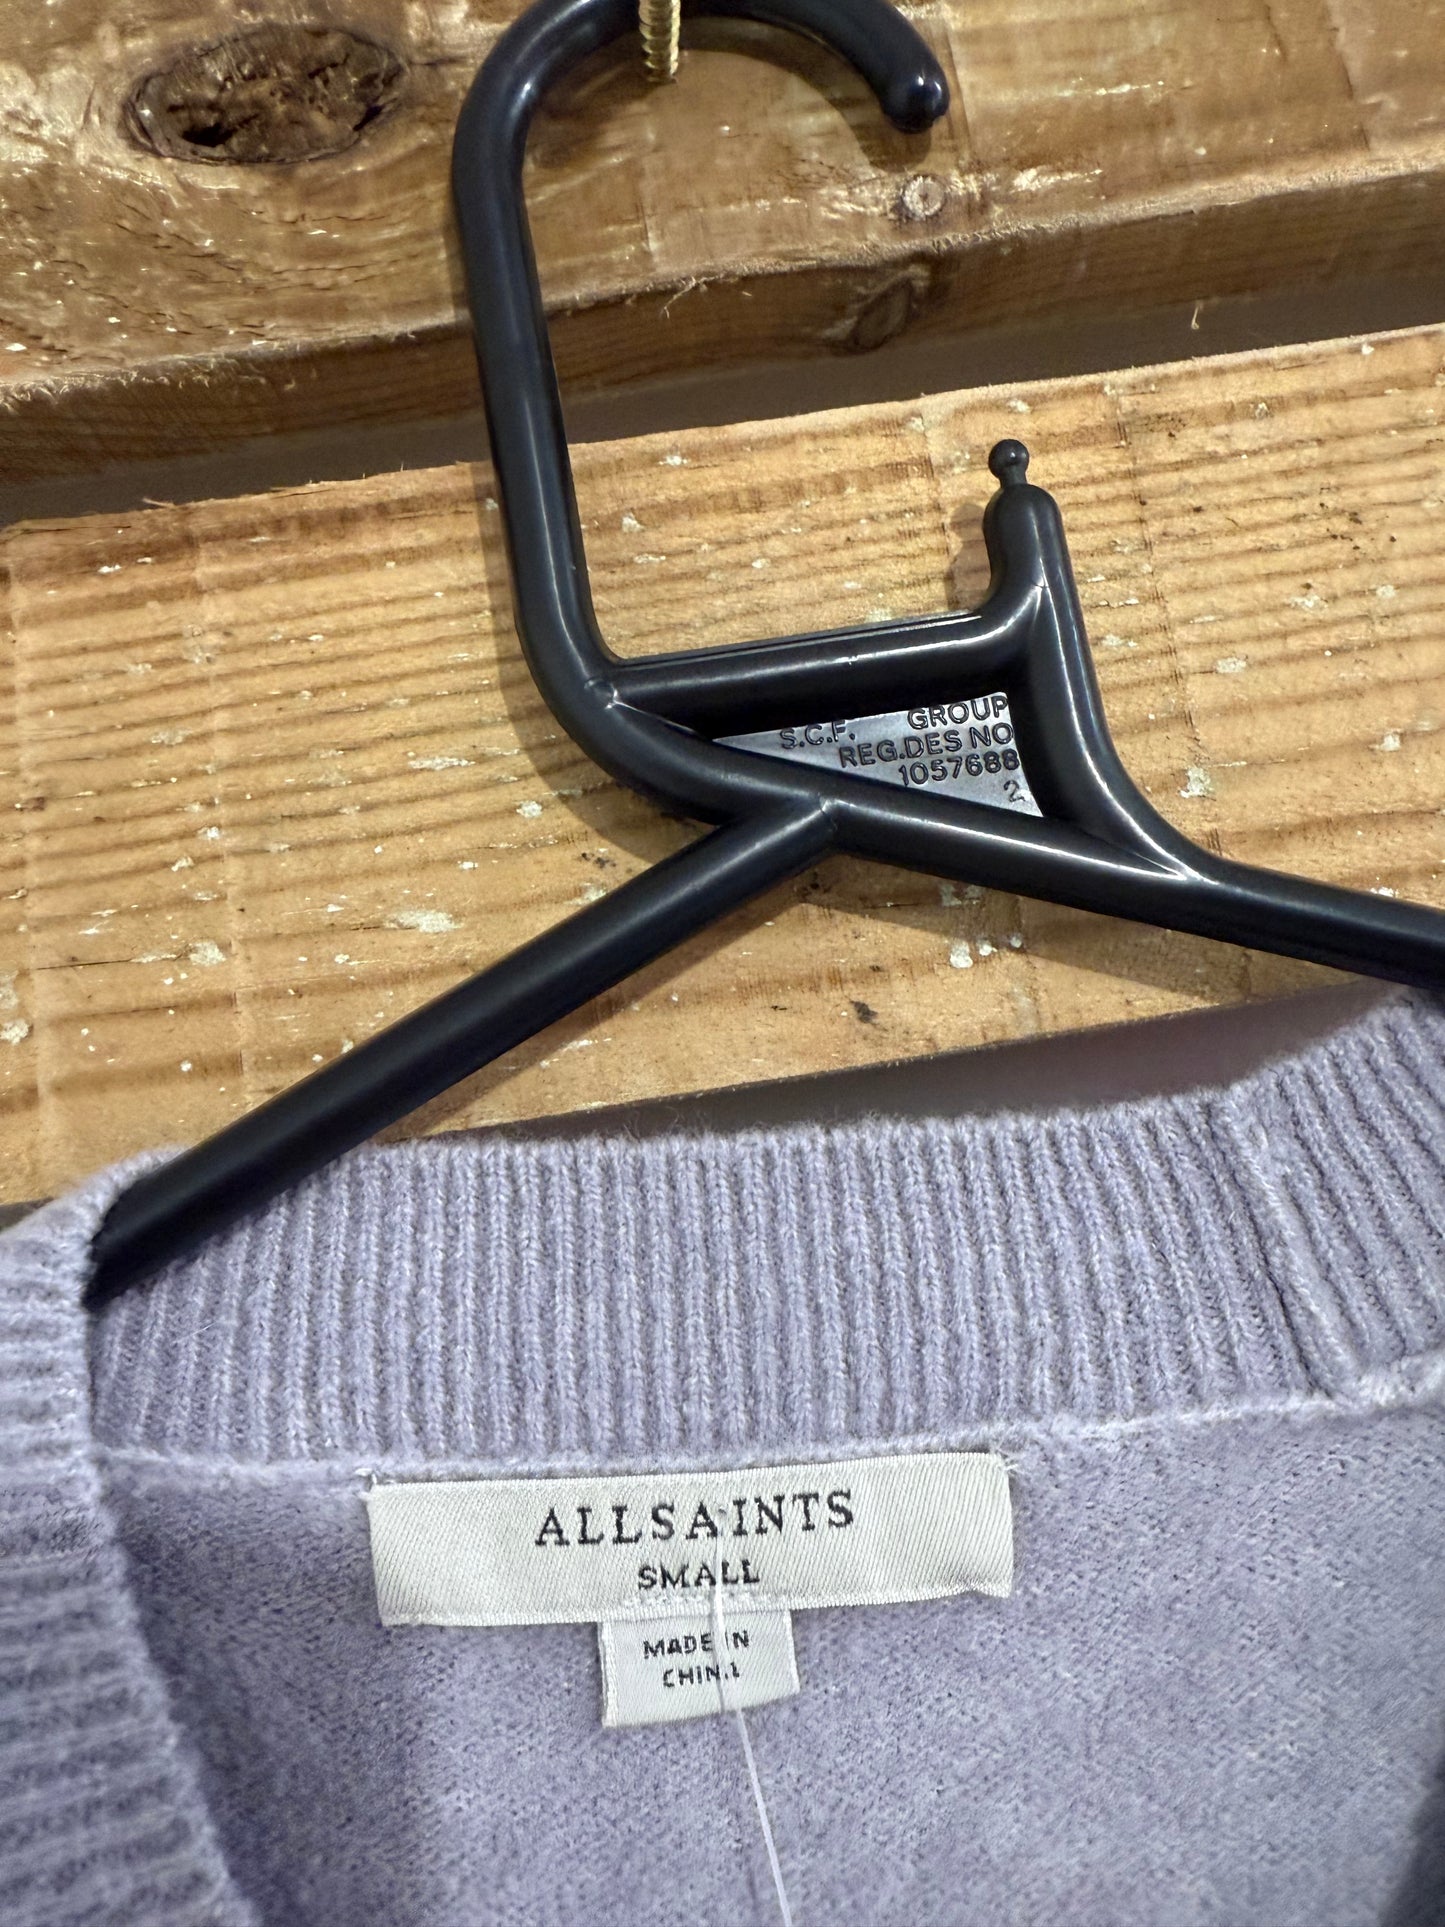 S.C.F. GROUP
REG.DES NO
1057688
2
ALLSAINTS
SMALL
MADE IN
CHINA